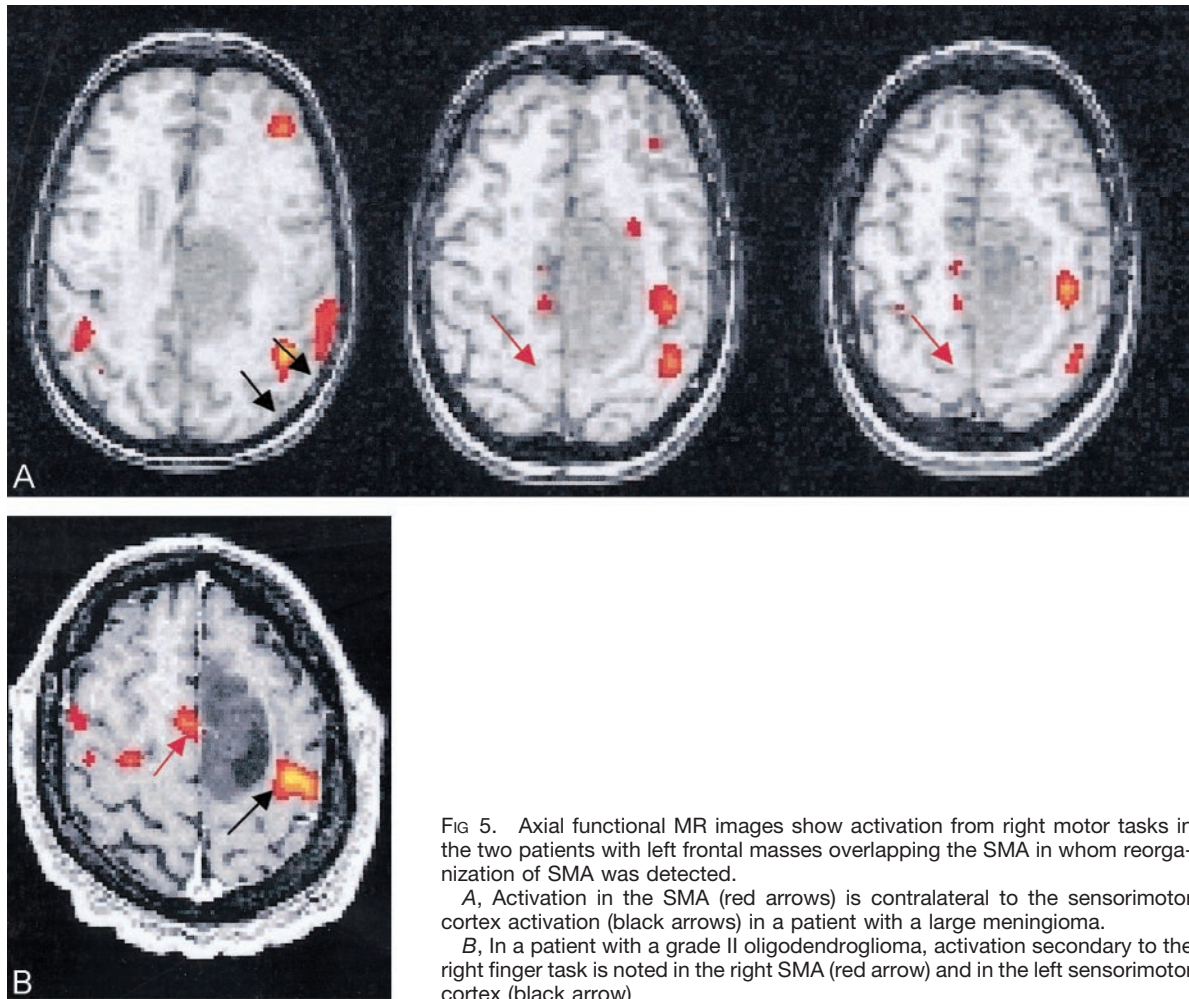 A
B
FIG 5. Axial functional MR images show activation from right motor tasks in
the two patients with left frontal masses overlapping the SMA in whom reorga-
nization of SMA was detected.
A, Activation in the SMA (red arrows) is contralateral to the sensorimotor
cortex activation (black arrows) in a patient with a large meningioma.
B, In a patient with a grade II oligodendroglioma, activation secondary to the
right finger task is noted in the right SMA (red arrow) and in the left sensorimotor
cortex (black arrow)